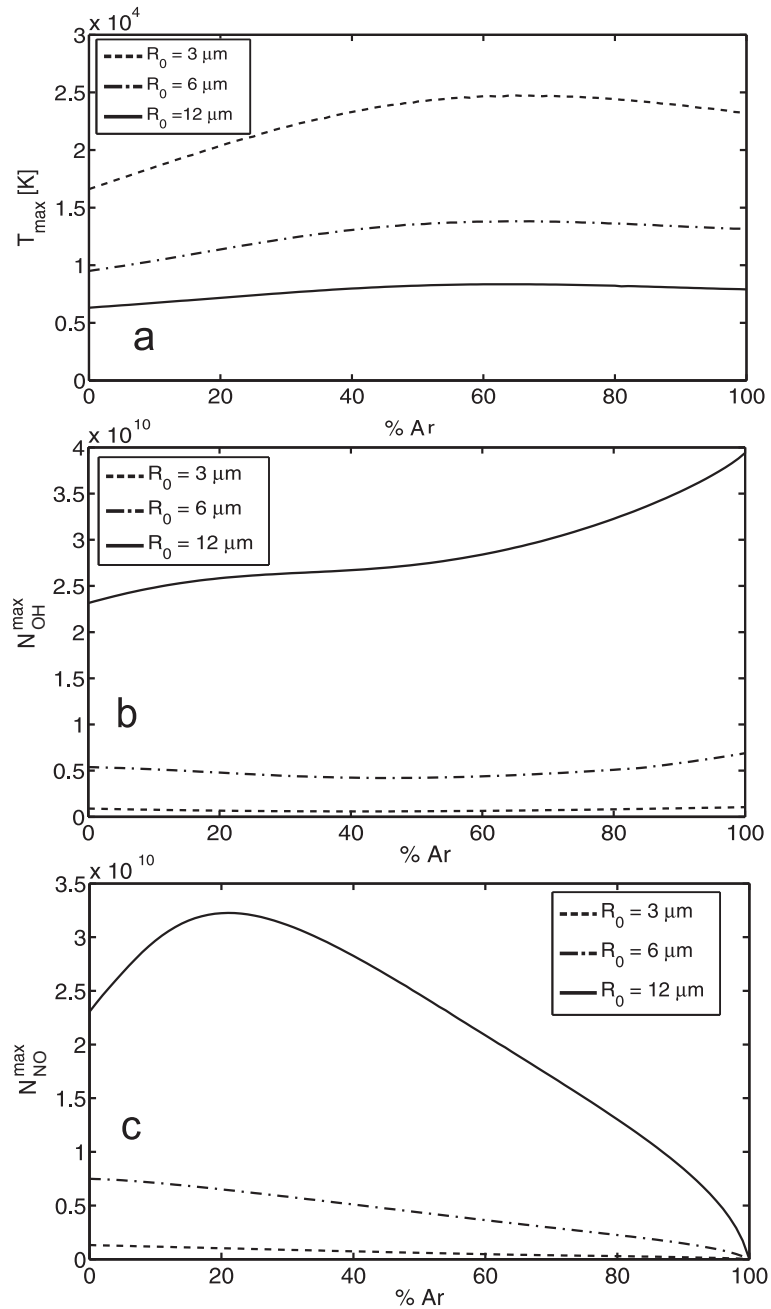 x 10^4
3
2.5
2
1.5
1
0.5
0
T_max [K]
R_0 = 3 μm
R_0 = 6 μm
R_0 =12 μm
a
0 20 40 60 80 100
% Ar
x 10^10
4
3.5
3
2.5
2
1.5
1
0.5
0
N_OH^max
R_0 = 3 μm
R_0 = 6 μm
R_0 = 12 μm
b
0 20 40 60 80 100
% Ar
x 10^10
3.5
3
2.5
2
1.5
1
0.5
0
N_NO^max
R_0 = 3 μm
R_0 = 6 μm
R_0 = 12 μm
c
0 20 40 60 80 100
% Ar